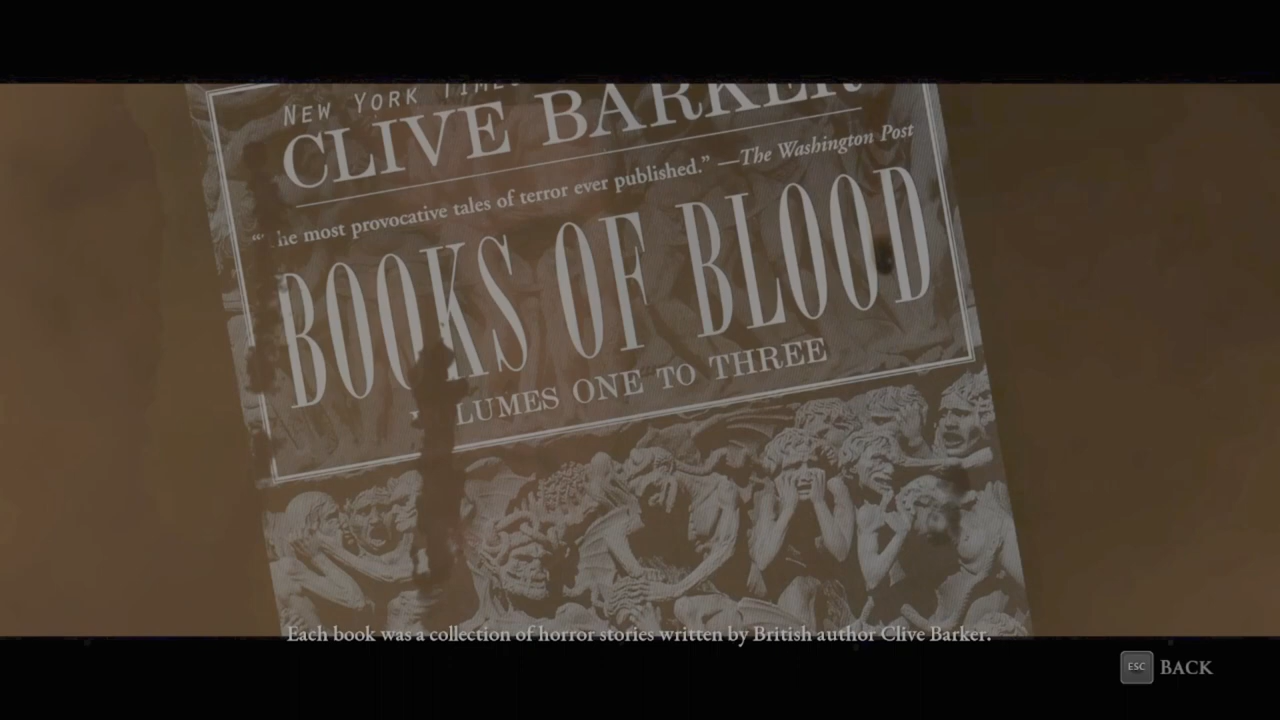 NEW YORK TIMES
CLIVE BARKER
he most provocative tales of terror ever published.” —The Washington Post
BOOKS OF BLOOD
LUMES ONE TO THREE
Each book was a collection of horror stories written by British author Clive Barker.
ESC BACK